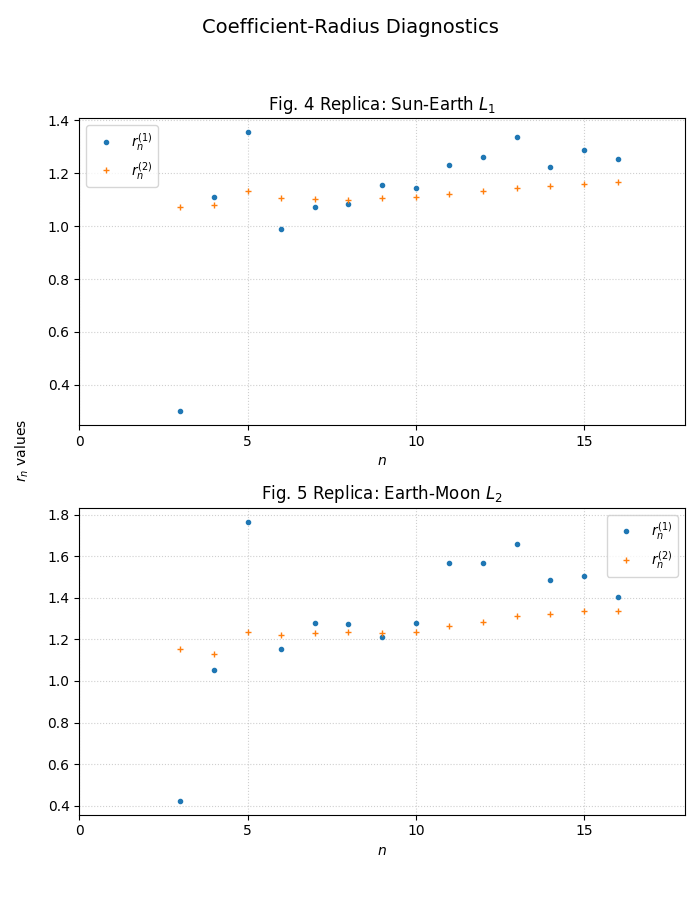 Coefficient-Radius Diagnostics
Fig. 4 Replica: Sun-Earth $L_1$
1.4
1.2
1.0
0.8
0.6
0.4
$r_n^{(1)}$
$r_n^{(2)}$
0 5 10 15
$n$
$r_n$ values
Fig. 5 Replica: Earth-Moon $L_2$
1.8
1.6
1.4
1.2
1.0
0.8
0.6
0.4
$r_n^{(1)}$
$r_n^{(2)}$
0 5 10 15
$n$